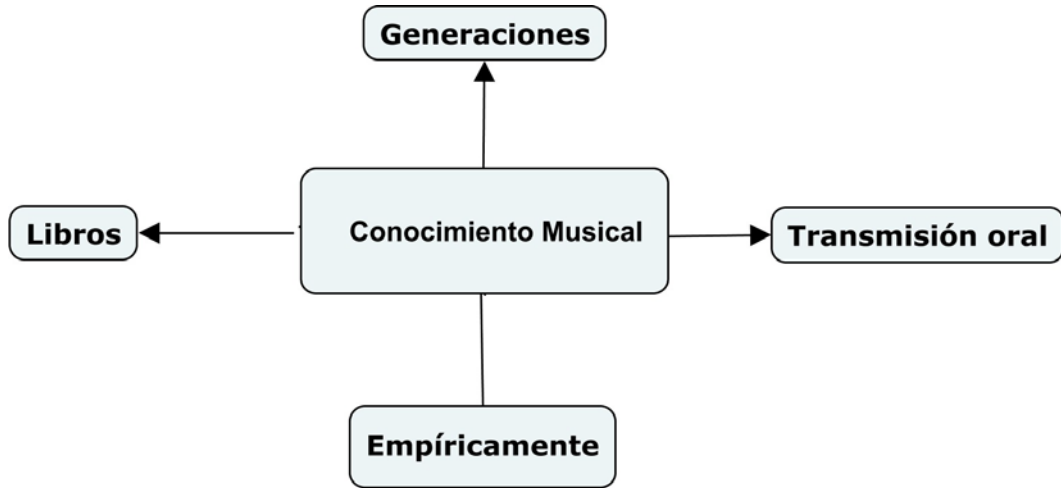 Generaciones
Libros
Conocimiento Musical
Transmisión oral
Empíricamente